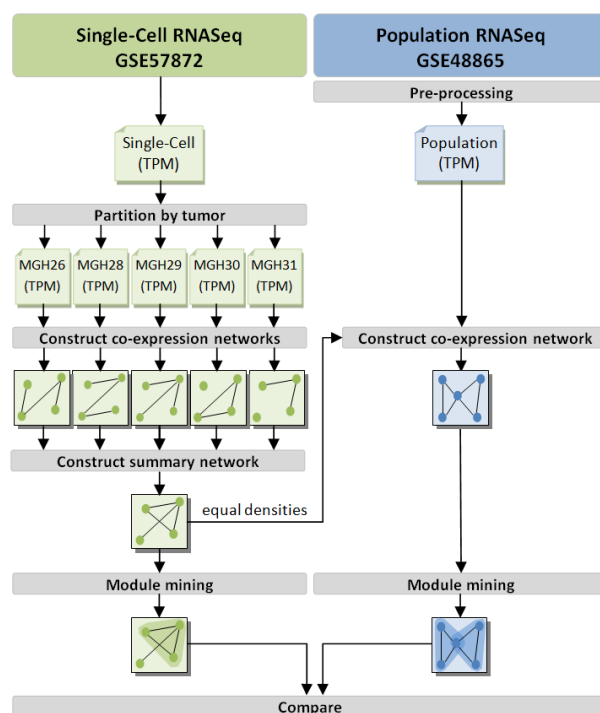 Single-Cell RNASeq
GSE57872
Population RNASeq
GSE48865
Pre-processing
Single-Cell
(TPM)
Population
(TPM)
Partition by tumor
MGH26
(TPM)
MGH28
(TPM)
MGH29
(TPM)
MGH30
(TPM)
MGH31
(TPM)
Construct co-expression networks
Construct co-expression network
Construct summary network
equal densities
Module mining
Module mining
Compare